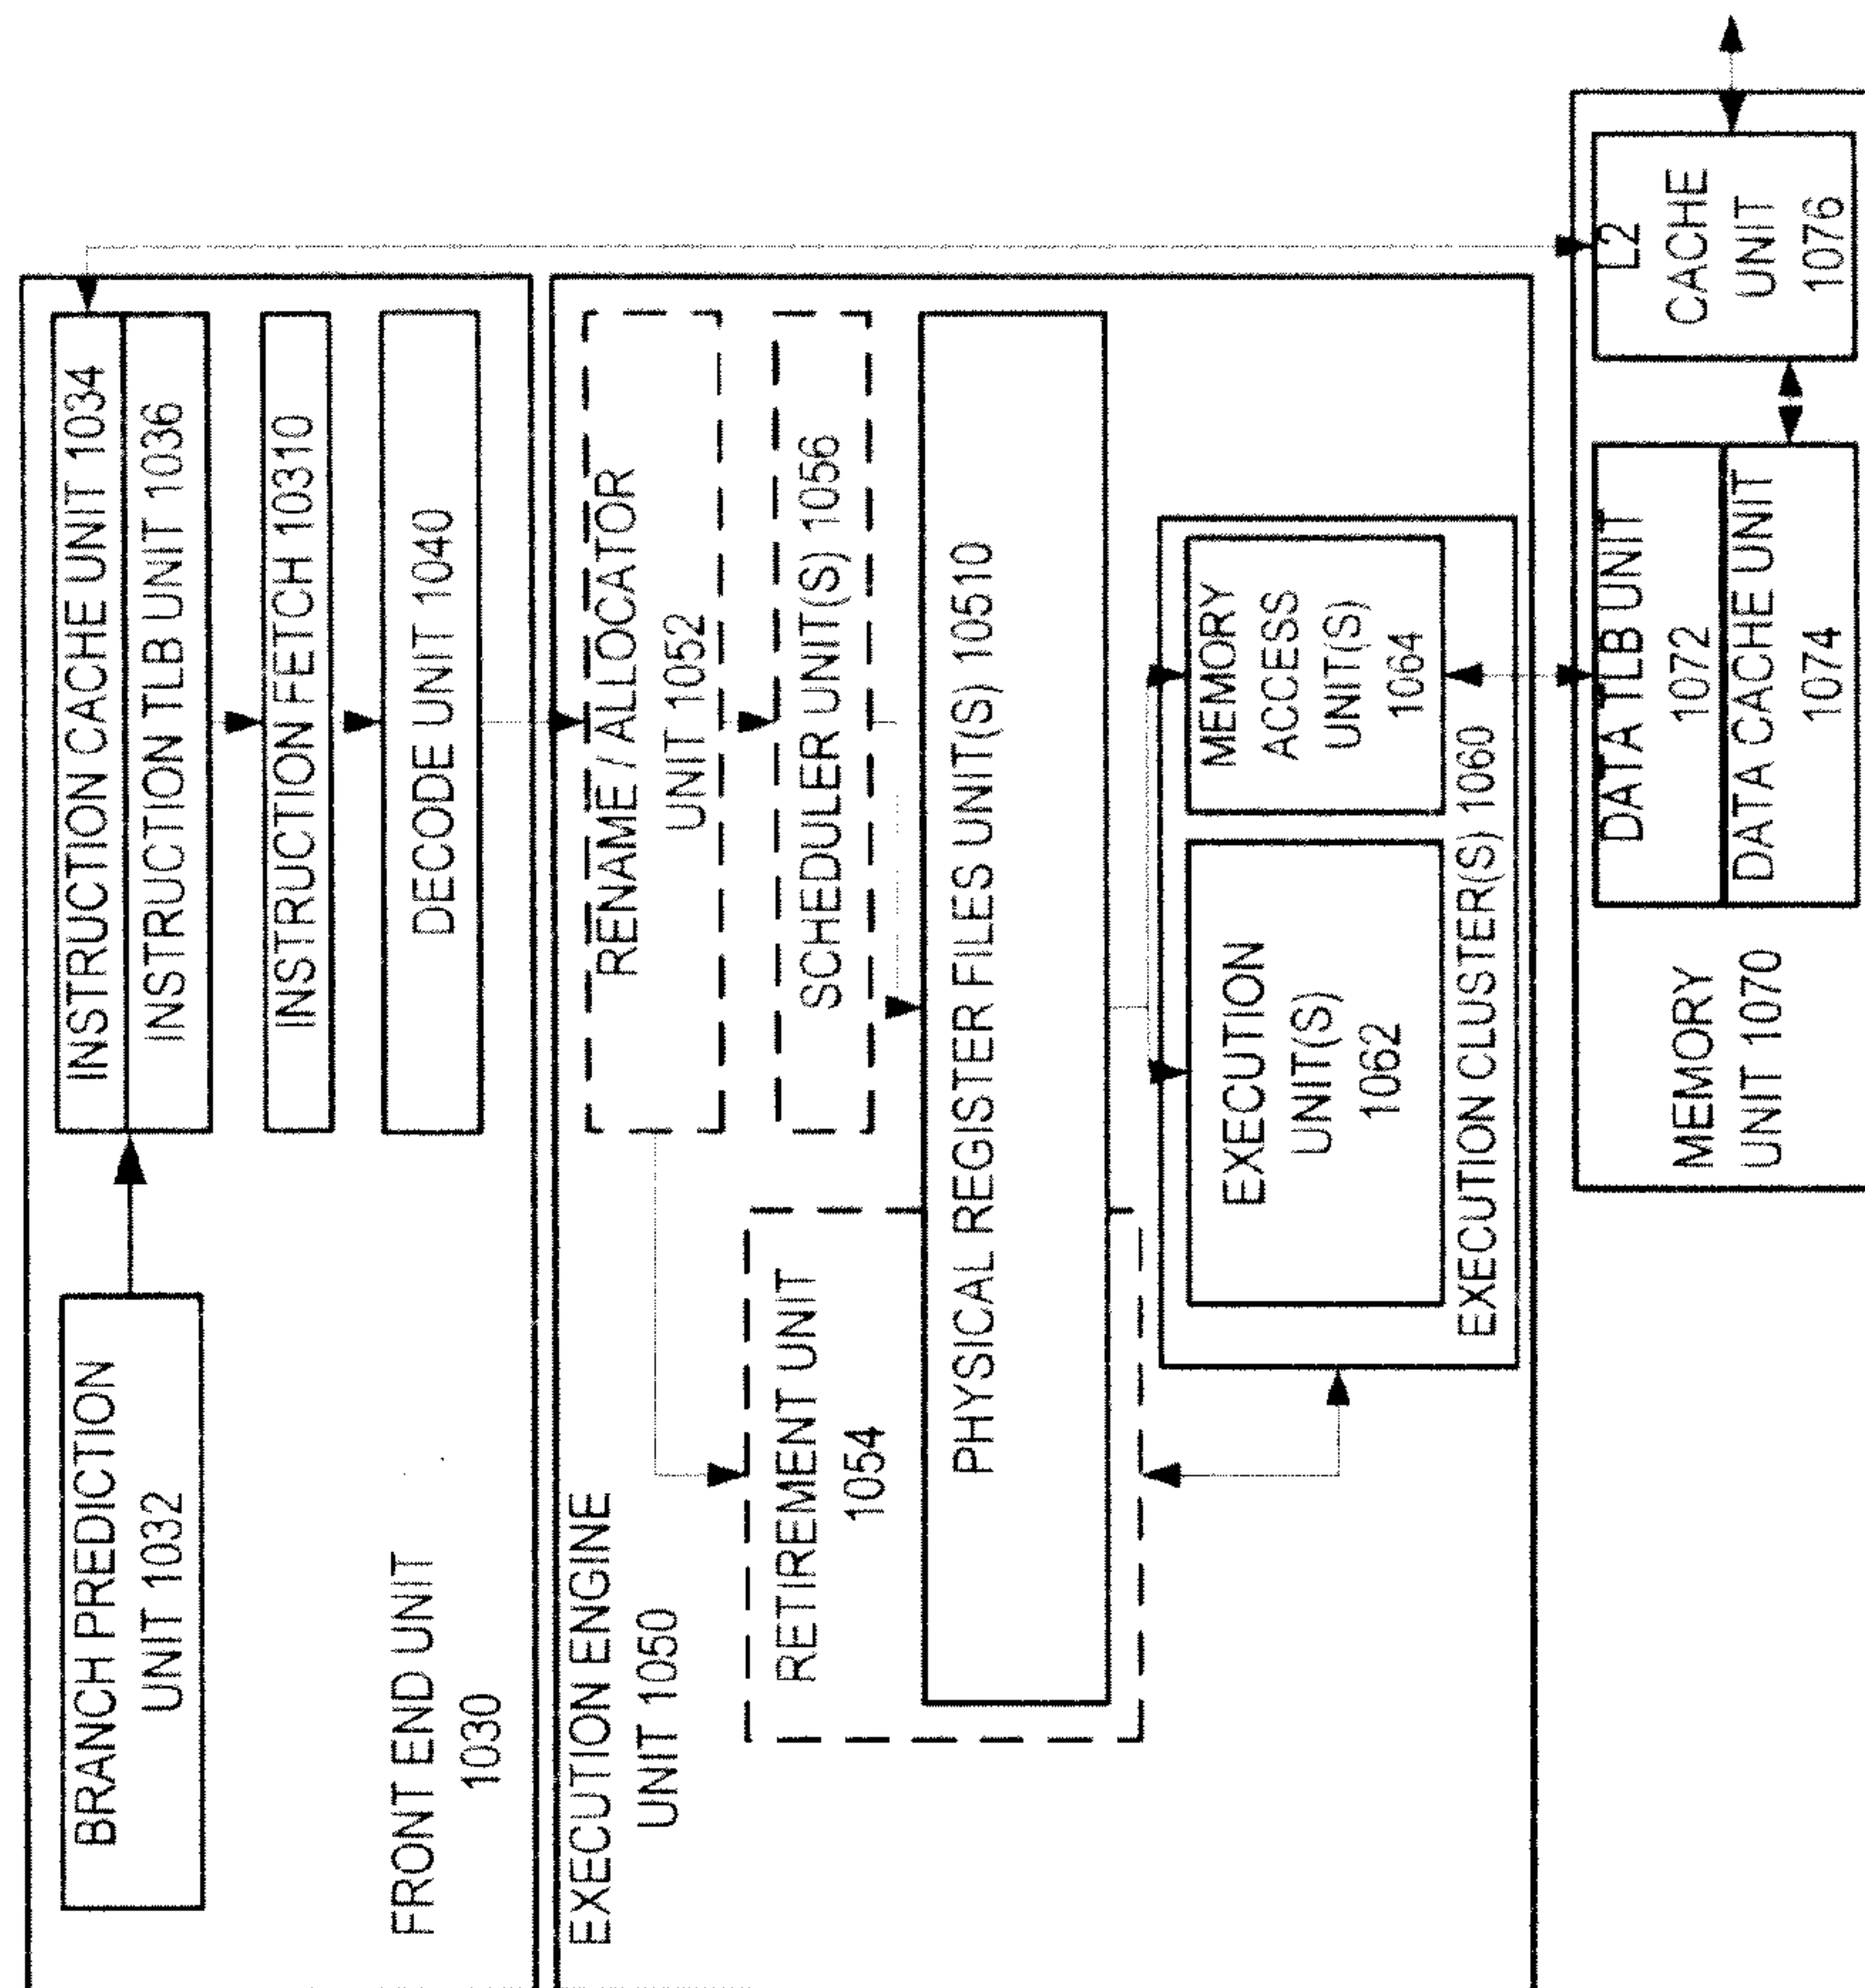 BRANCH PREDICTION
UNIT 1032
INSTRUCTION CACHE UNIT 1034
INSTRUCTION TLB UNIT 1036
INSTRUCTION FETCH 10310
DECODE UNIT 1040
FRONT END UNIT
1030
EXECUTION ENGINE
UNIT 1050
RENAME / ALLOCATOR
UNIT 1052
RETIREMENT UNIT
1054
SCHEDULER UNIT(S) 1056
PHYSICAL REGISTER FILES UNIT(S) 10510
EXECUTION
UNIT(S)
1062
MEMORY
ACCESS
UNIT(S)
1064
EXECUTION CLUSTER(S) 1060
MEMORY
UNIT 1070
DATA TLB UNIT
1072
DATA CACHE UNIT
1074
L2
CACHE
UNIT
1076